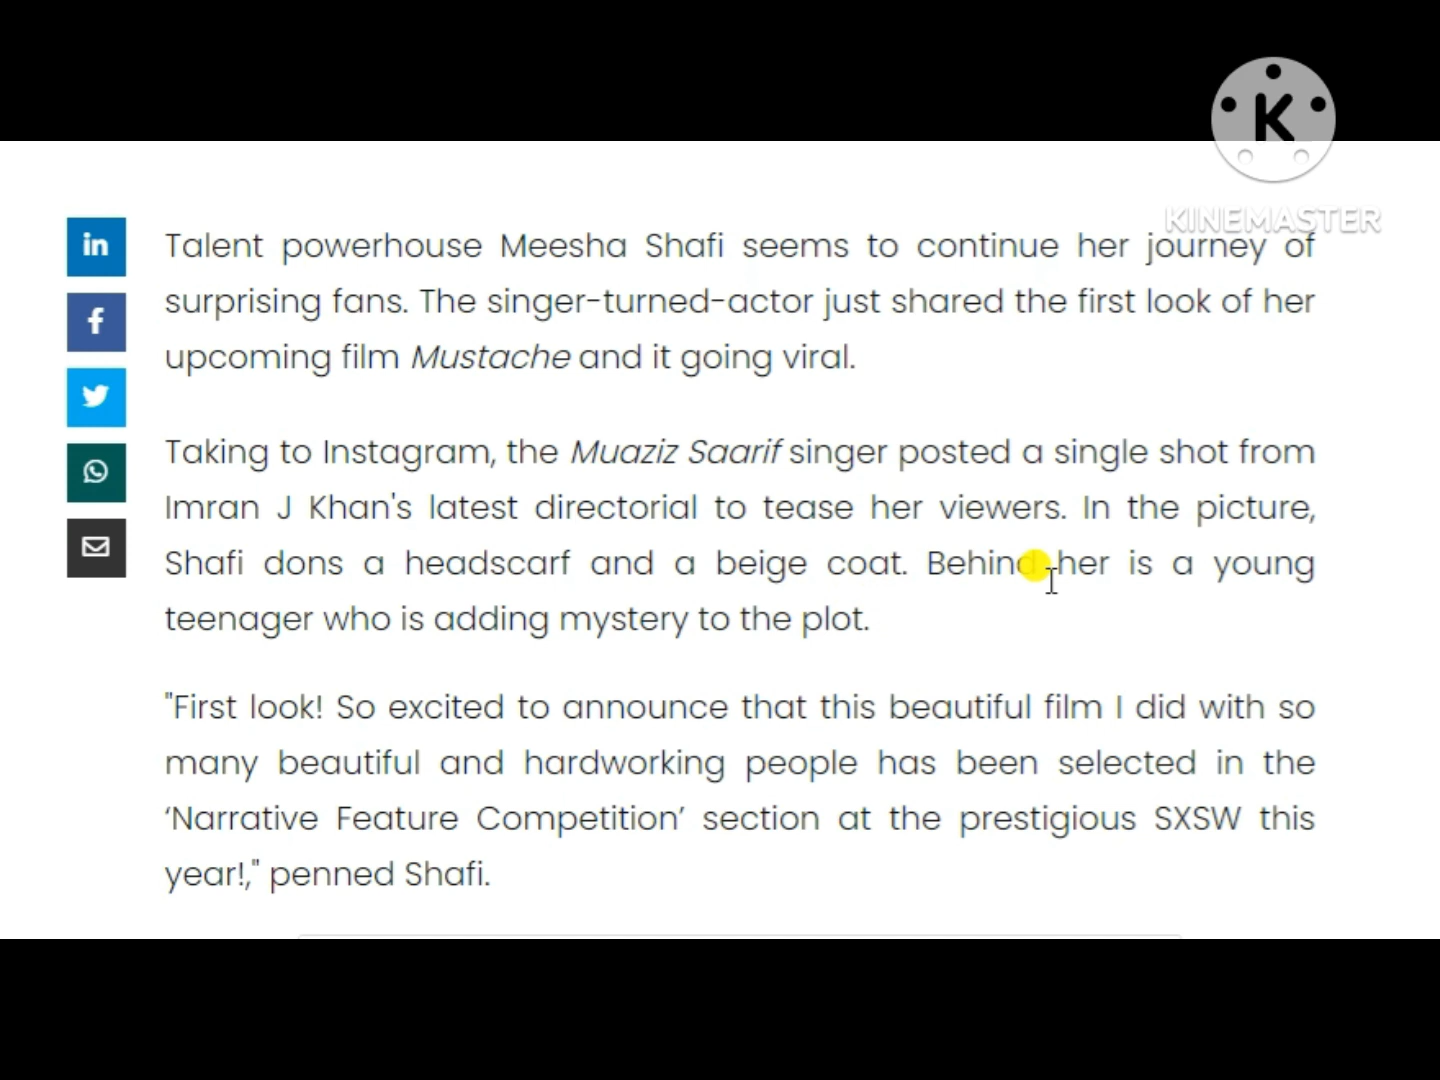 K
KINEMASTER
in
f
Talent powerhouse Meesha Shafi seems to continue her journey of
surprising fans. The singer-turned-actor just shared the first look of her
upcoming film Mustache and it going viral.
Taking to Instagram, the Muaziz Saarif singer posted a single shot from
Imran J Khan's latest directorial to tease her viewers. In the picture,
Shafi dons a headscarf and a beige coat. Behind her is a young
teenager who is adding mystery to the plot.
"First look! So excited to announce that this beautiful film I did with so
many beautiful and hardworking people has been selected in the
‘Narrative Feature Competition’ section at the prestigious SXSW this
year!," penned Shafi.